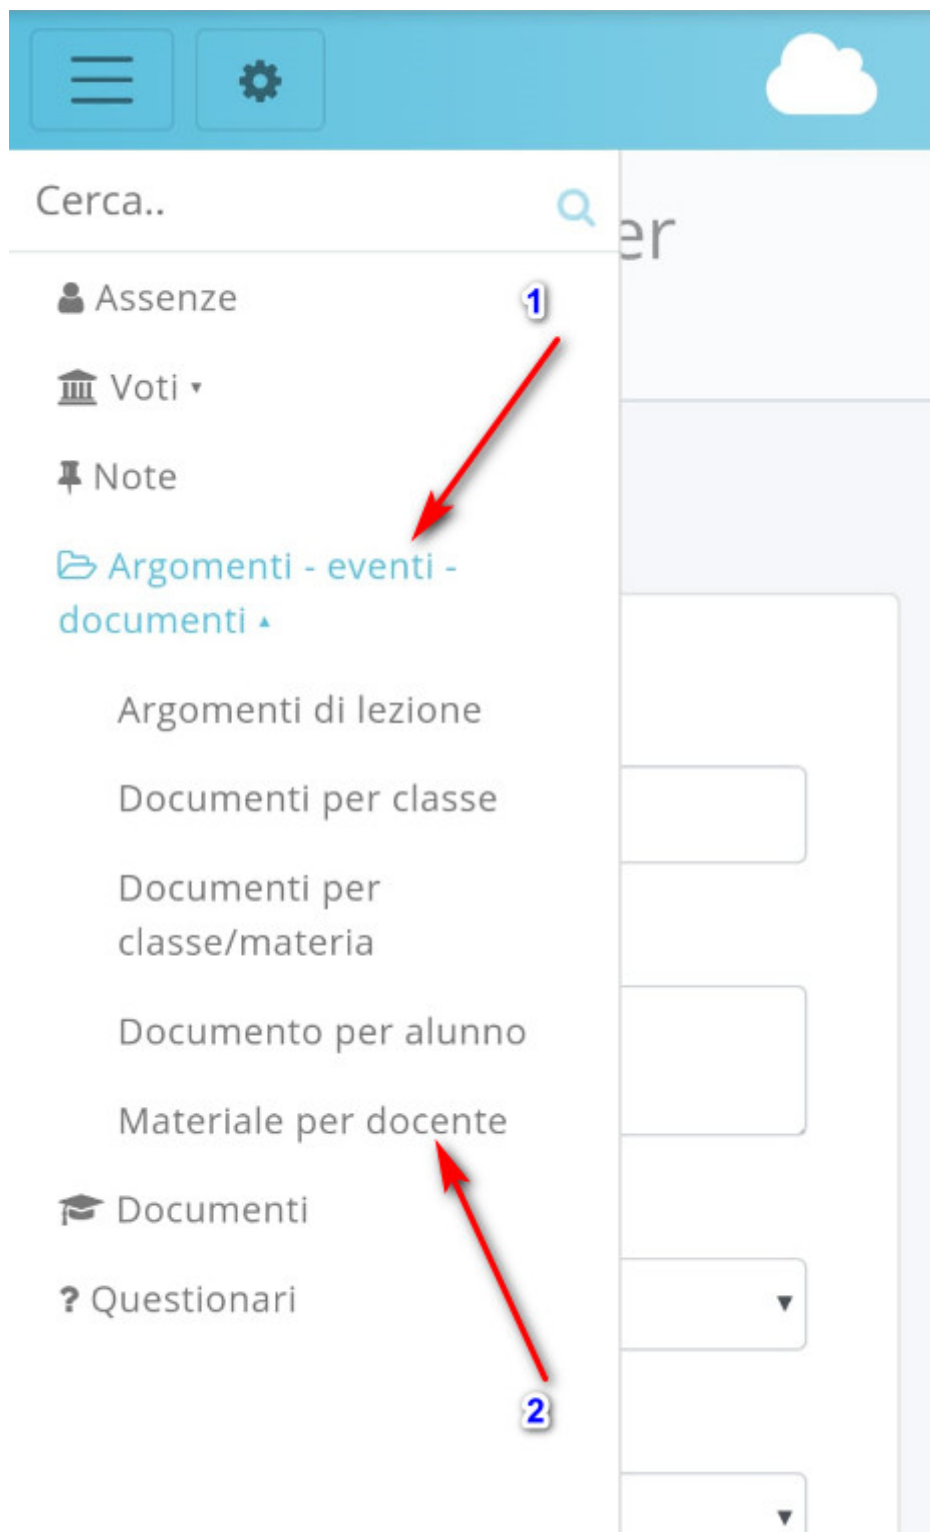 Cerca..
er
Assenze
1
Voti ▾
Note
Argomenti - eventi -
documenti ▴
Argomenti di lezione
Documenti per classe
Documenti per
classe/materia
Documento per alunno
Materiale per docente
Documenti
? Questionari
2